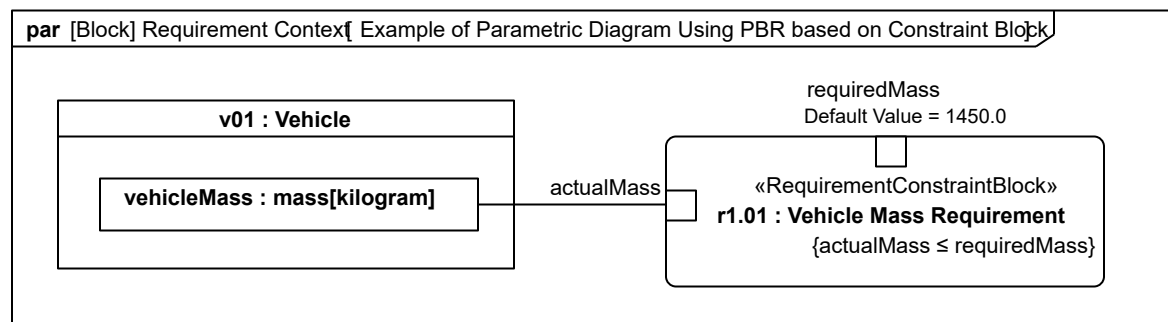 par [Block] Requirement Context[ Example of Parametric Diagram Using PBR based on Constraint Block]
requiredMass
Default Value = 1450.0
v01 : Vehicle
vehicleMass : mass[kilogram]
actualMass
«RequirementConstraintBlock»
r1.01 : Vehicle Mass Requirement
{actualMass ≤ requiredMass}